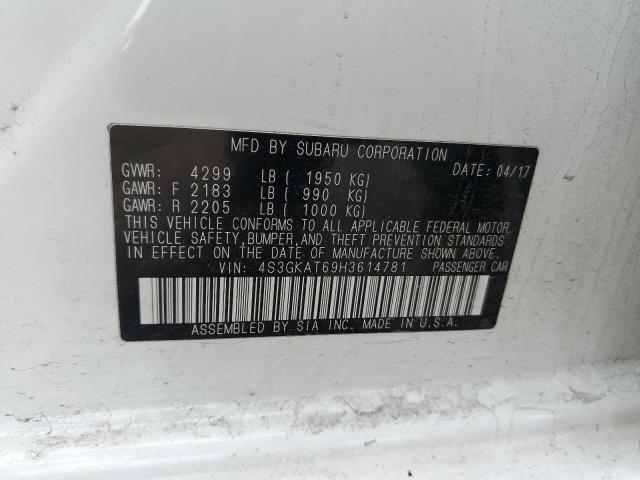 MFD BY SUBARU CORPORATION
GVWR: 4299 LB ( 1950 KG) DATE: 04/17
GAWR: F 2183 LB ( 990 KG)
GAWR: R 2205 LB ( 1000 KG)
THIS VEHICLE CONFORMS TO ALL APPLICABLE FEDERAL MOTOR
VEHICLE SAFETY, BUMPER, AND THEFT PREVENTION STANDARDS
IN EFFECT ON THE DATE OF MANUFACTURE SHOWN ABOVE.
VIN: 4S3GKAT69H3614781 PASSENGER CAR
ASSEMBLED BY SIA INC. MADE IN U.S.A.